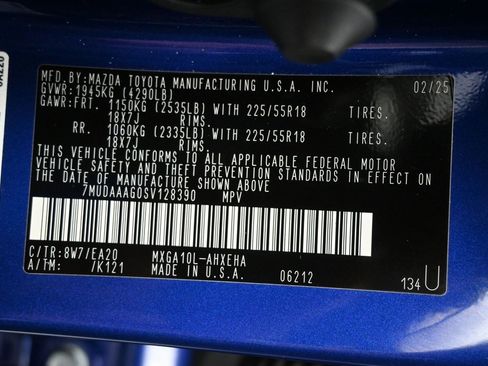 MFD.BY:MAZDA TOYOTA MANUFACTURING U.S.A. INC. 02/25
GVWR: 1945KG (4290LB)
GAWR:FRT. 1150KG (2535LB) WITH 225/55R18 TIRES.
18X7J RIMS.
RR. 1060KG (2335LB) WITH 225/55R18 TIRES.
18X7J RIMS.
THIS VEHICLE CONFORMS TO ALL APPLICABLE FEDERAL MOTOR
VEHICLE SAFETY AND THEFT PREVENTION STANDARDS IN EFFECT ON
THE DATE OF MANUFACTURE SHOWN ABOVE
7MUDAAAG0SV128390 MPV
C/TR:8W7/EA20 MXGA10L-AHXEHA
A/TM: /K121 MADE IN U.S.A. 06212
134 U